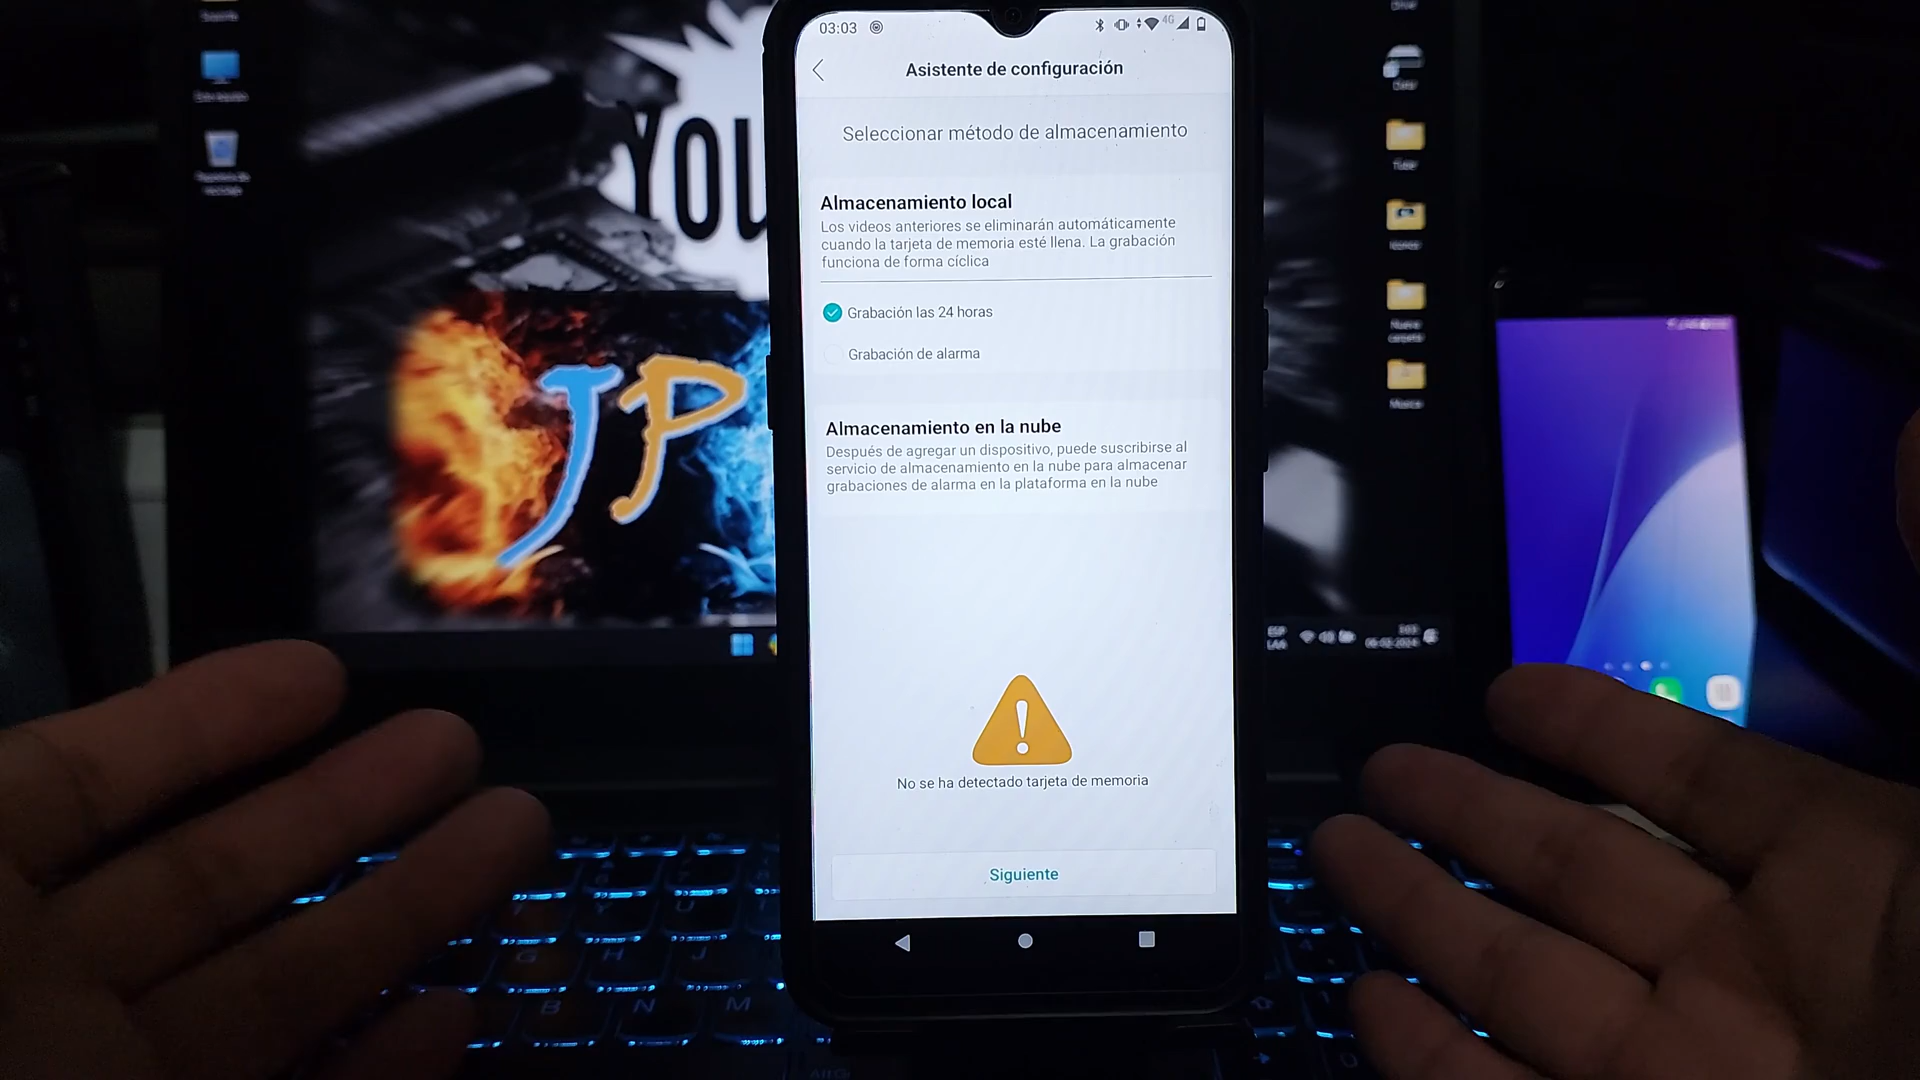 03:03
4G
Asistente de configuración
Seleccionar método de almacenamiento
Almacenamiento local
Los videos anteriores se eliminarán automáticamente
cuando la tarjeta de memoria esté llena. La grabación
funciona de forma cíclica
Grabación las 24 horas
Grabación de alarma
Almacenamiento en la nube
Después de agregar un dispositivo, puede suscribirse al
servicio de almacenamiento en la nube para almacenar
grabaciones de alarma en la plataforma en la nube
No se ha detectado tarjeta de memoria
Siguiente
YOU
JP
ESP
G
H
J
B
N
M